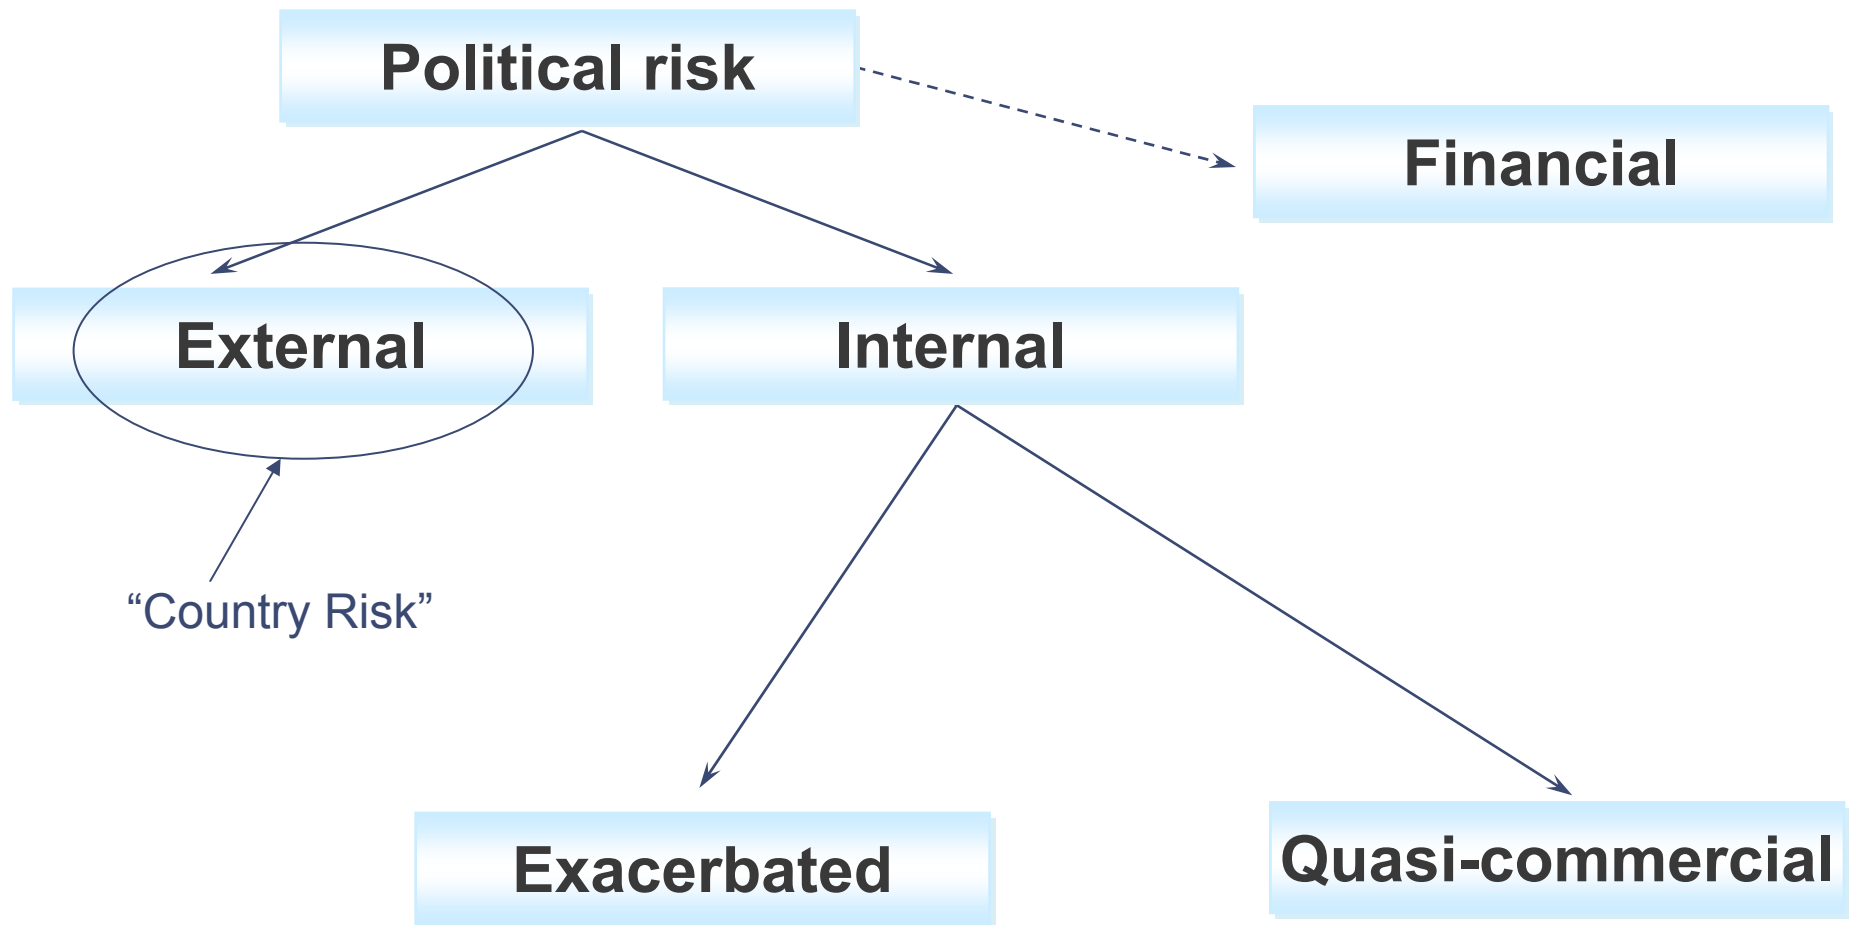 Political risk
Financial
External
Internal
“Country Risk”
Exacerbated
Quasi-commercial